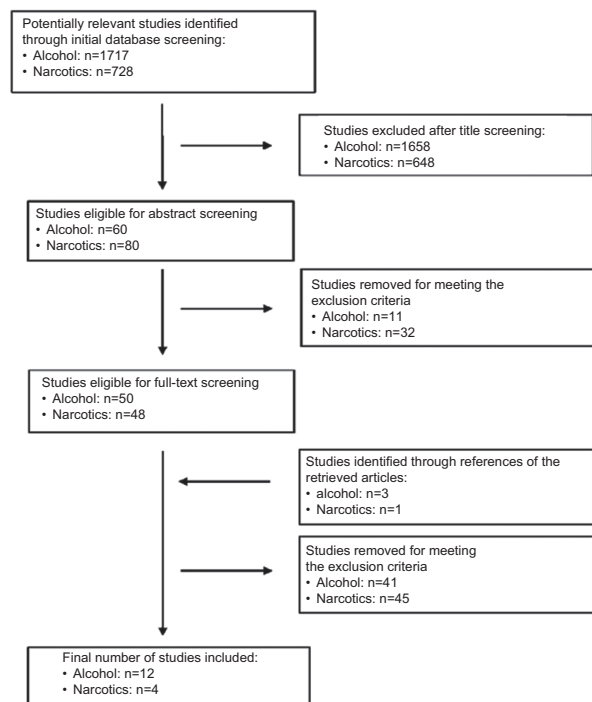 Potentially relevant studies identified
through initial database screening:
• Alcohol: n=1717
• Narcotics: n=728
Studies excluded after title screening:
• Alcohol: n=1658
• Narcotics: n=648
Studies eligible for abstract screening
• Alcohol: n=60
• Narcotics: n=80
Studies removed for meeting the
exclusion criteria
• Alcohol: n=11
• Narcotics: n=32
Studies eligible for full-text screening
• Alcohol: n=50
• Narcotics: n=48
Studies identified through references of the
retrieved articles:
• alcohol: n=3
• Narcotics: n=1
Studies removed for meeting
the exclusion criteria
• Alcohol: n=41
• Narcotics: n=45
Final number of studies included:
• Alcohol: n=12
• Narcotics: n=4